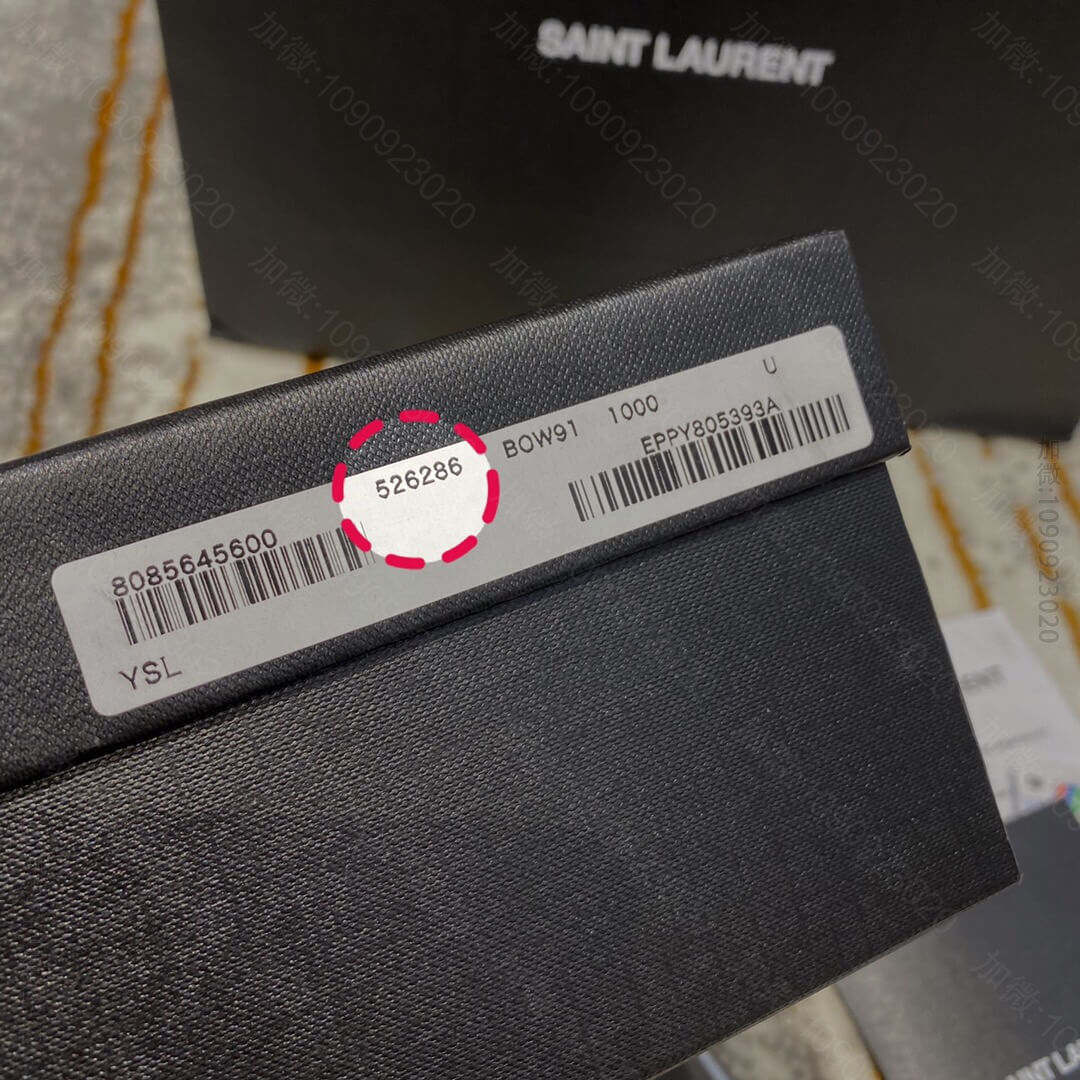 SAINT LAURENT
U
526286 BOW91 1000
EPPY805393A
8085645600
YSL
加微:1090923020